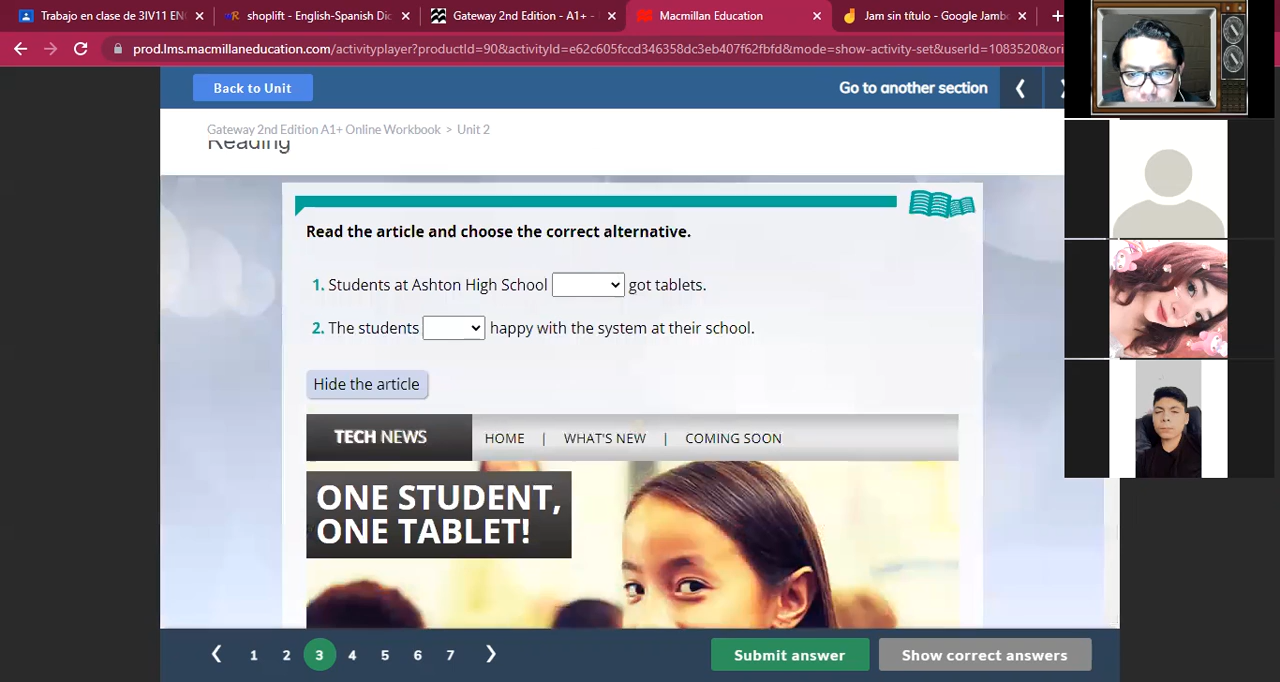 Trabajo en clase de 3IV11 EN
shoplift - English-Spanish Dic
Gateway 2nd Edition - A1+ -
Macmillan Education
Jam sin título - Google Jamb
prod.lms.macmillaneducation.com/activityplayer?productId=90&activityId=e62c605fccd346358dc3eb407f62fbfd&mode=show-activity-set&userId=1083520&ori
Back to Unit
Go to another section
Gateway 2nd Edition A1+ Online Workbook > Unit 2
Reading
Read the article and choose the correct alternative.
1. Students at Ashton High School got tablets.
2. The students happy with the system at their school.
Hide the article
TECH NEWS HOME | WHAT'S NEW | COMING SOON
ONE STUDENT,
ONE TABLET!
1 2 3 4 5 6 7
Submit answer
Show correct answers